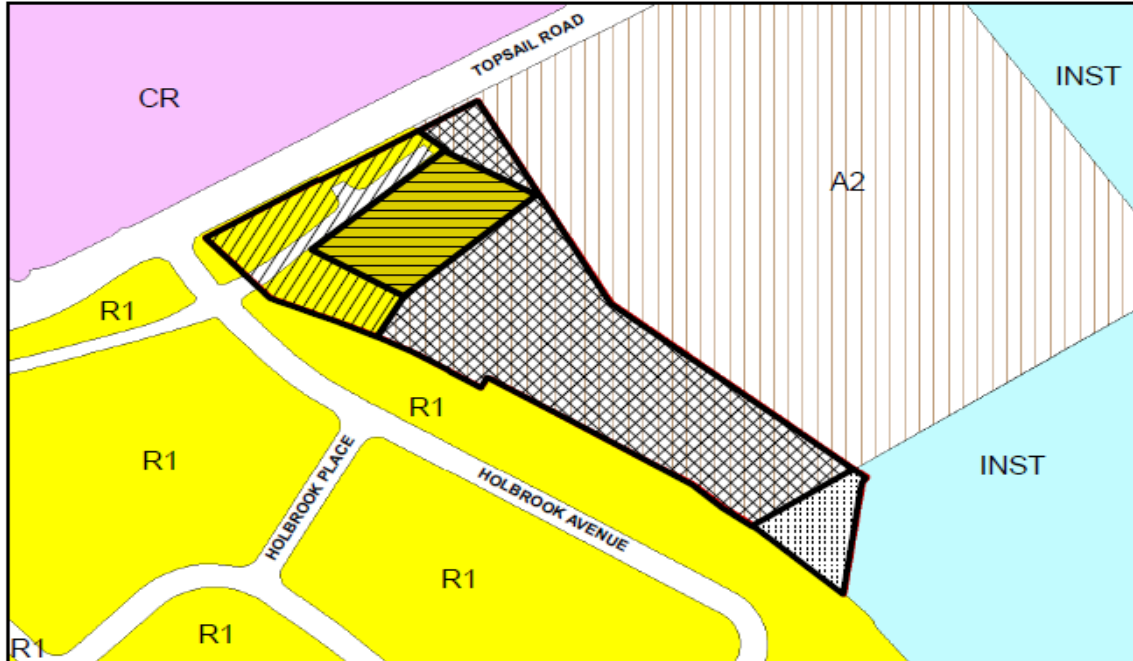 TOPSAIL ROAD
INST
CR
A2
R1
R1
INST
R1
HOLBROOK PLACE
HOLBROOK AVENUE
R1
R1
R1